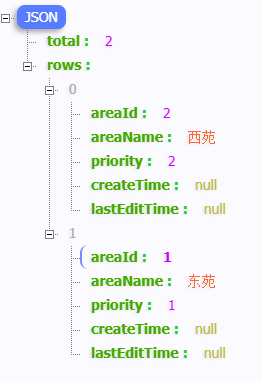 JSON
total : 2
rows :
0
areaId : 2
areaName : 西苑
priority : 2
createTime : null
lastEditTime : null
1
areaId : 1
areaName : 东苑
priority : 1
createTime : null
lastEditTime : null